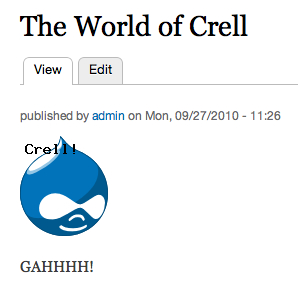 The World of Crell
View Edit
published by admin on Mon, 09/27/2010 - 11:26
Crell!
GAHHHH!